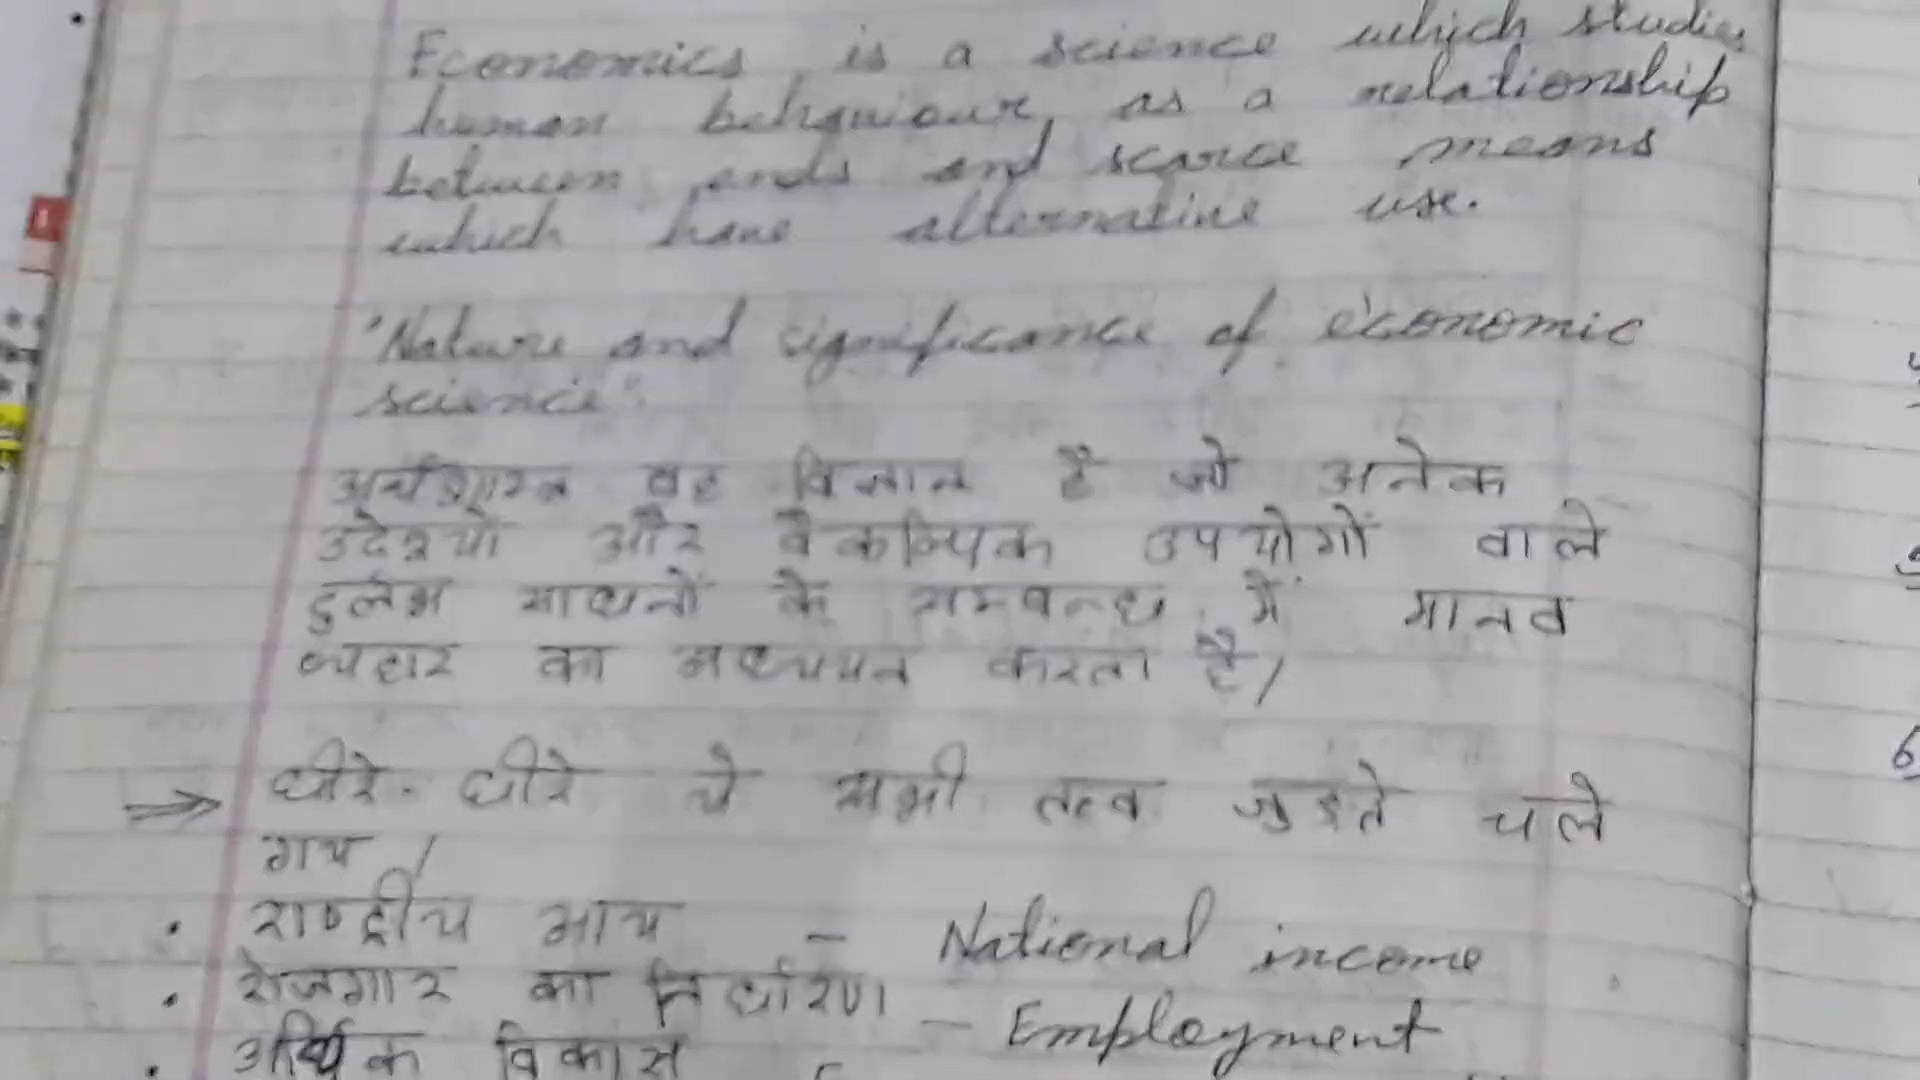 Economics is a science which studies
human behaviour, as a relationship
between ends and scarce means
which have alternative use.
"Nature and significance of economic
science".
अर्थशास्त्र वह विज्ञान है जो अनेक
उदेश्यों और वैकल्पिक उपयोगों वाले
दुर्लभ साधनों के सम्बन्ध में मानव
व्यहार का अध्ययन करता है/
⇒ धीरे-धीरे ये सभी तत्व जुड़ते चले
गये /
• राष्ट्रीय आय - National income
• रोजगार का निर्धारण - Employment
• आर्थिक विकास